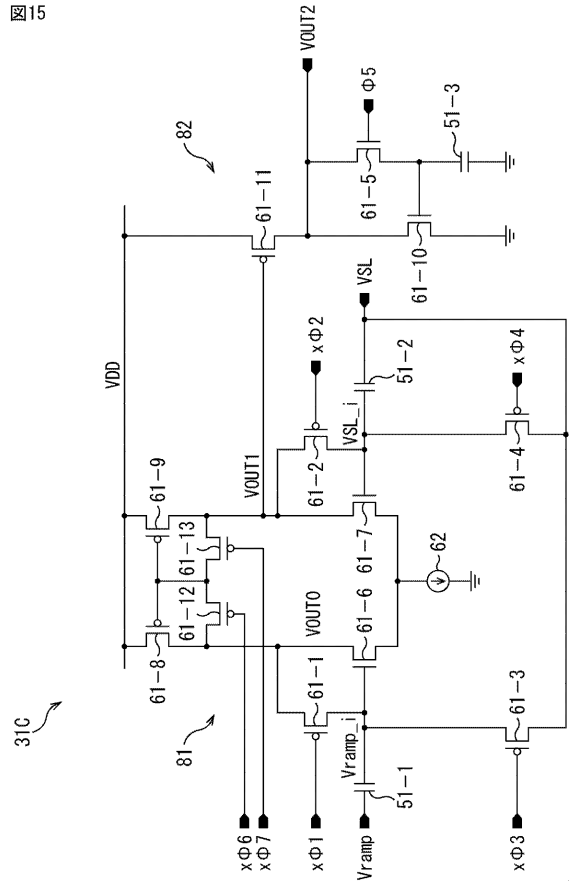 図15
31C
81
82
VDD
61-8
61-9
61-12
61-13
61-11
VOUT0
VOUT1
VOUT2
61-1
61-2
61-5
Φ5
xΦ6
xΦ7
xΦ1
xΦ2
Vramp_i
VSL_i
61-6
61-7
61-10
51-3
Vramp
51-1
51-2
VSL
62
xΦ3
61-3
61-4
xΦ4